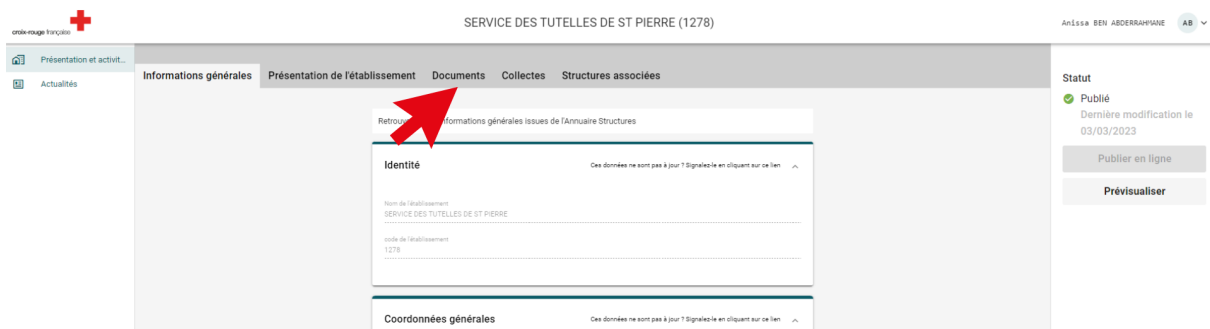 croix-rouge française
SERVICE DES TUTELLES DE ST PIERRE (1278)
Anissa BEN ABDERRAHMANE AB
Présentation et activit...
Actualités
Informations générales Présentation de l'établissement Documents Collectes Structures associées
Retrouv informations générales issues de l'Annuaire Structures
Identité Ces données ne sont pas à jour ? Signalez-le en cliquant sur ce lien
Nom de l'établissement
SERVICE DES TUTELLES DE ST PIERRE
code de l'établissement
1278
Coordonnées générales Ces données ne sont pas à jour ? Signalez-le en cliquant sur ce lien
Statut
Publié
Dernière modification le
03/03/2023
Publier en ligne
Prévisualiser